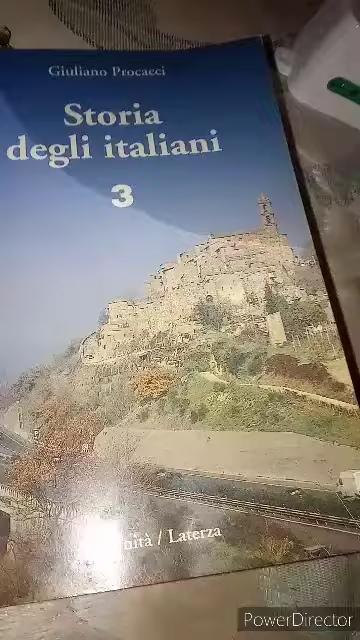 Giuliano Procacci
Storia
degli italiani
3
/ Laterza
PowerDirector